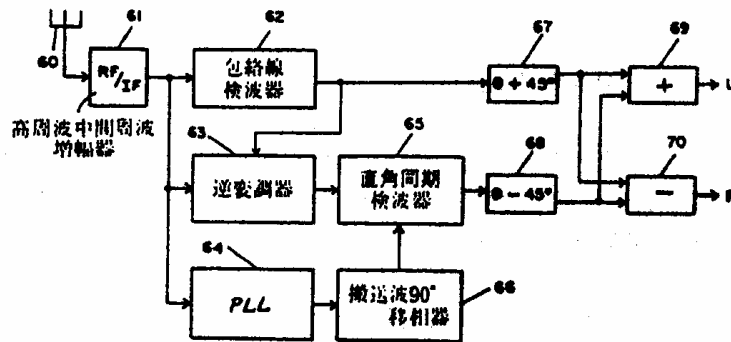 60
61
RF/IF
高周波中間周波
増幅器
62
包絡線
検波器
63
逆変調器
64
PLL
65
直角同期
検波器
66
搬送波90°
移相器
67
θ+45°
68
θ-45°
69
+
L
70
-
R